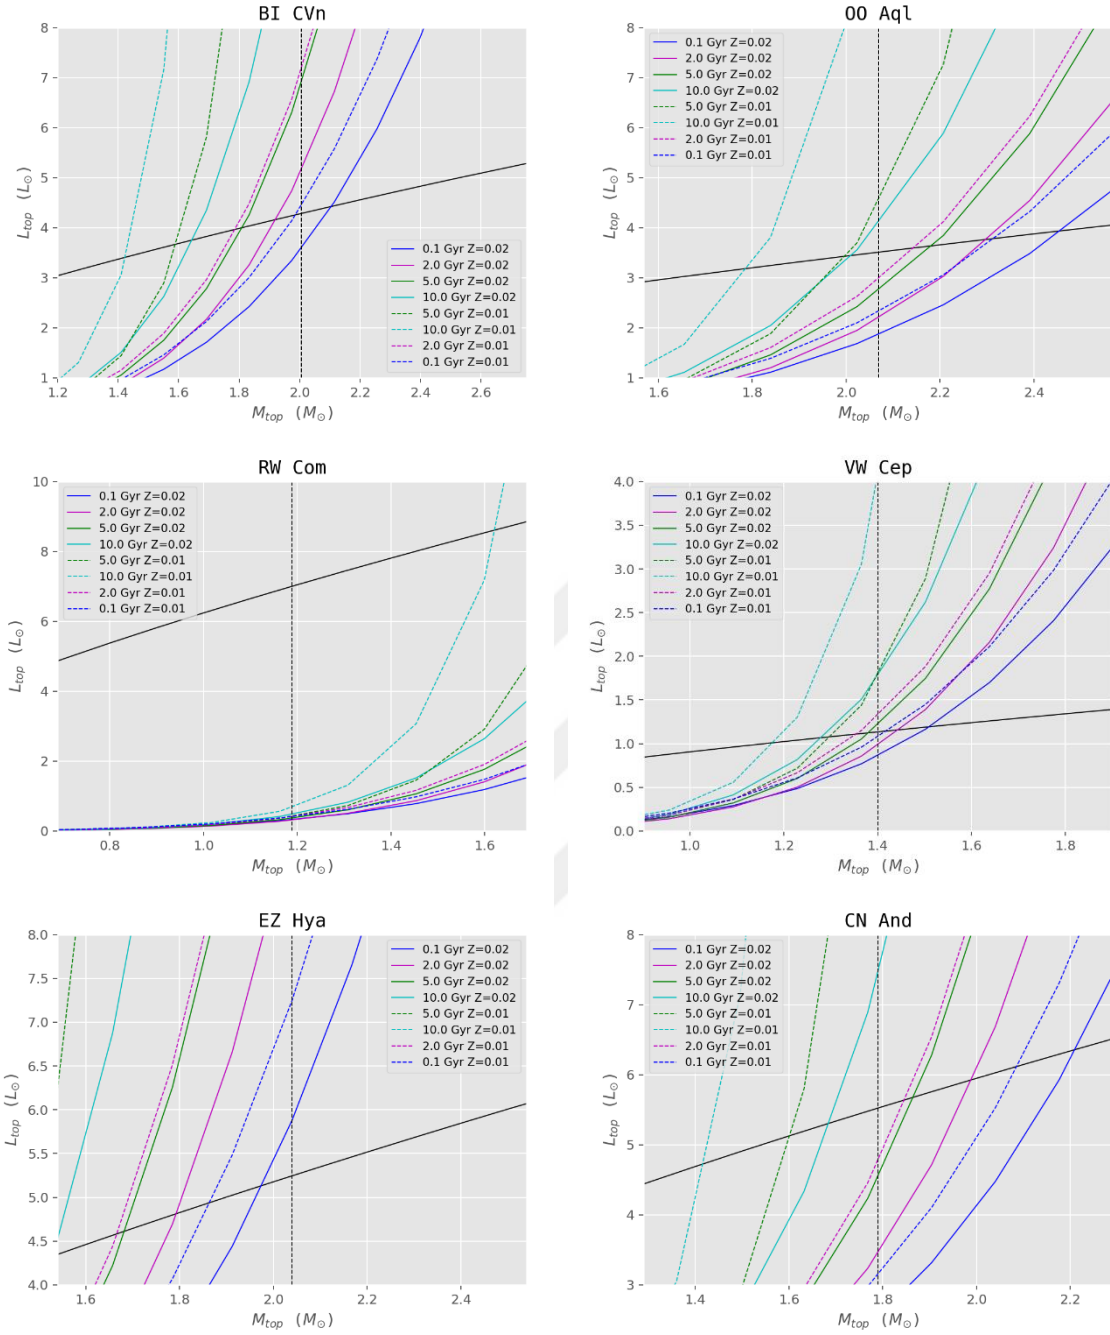 BI CVn
8
7
6
5
4
3
2
1
L_top (L_⊙)
0.1 Gyr Z=0.02
2.0 Gyr Z=0.02
5.0 Gyr Z=0.02
10.0 Gyr Z=0.02
5.0 Gyr Z=0.01
10.0 Gyr Z=0.01
2.0 Gyr Z=0.01
0.1 Gyr Z=0.01
1.2 1.4 1.6 1.8 2.0 2.2 2.4 2.6
M_top (M_⊙)
OO Aql
8
7
6
5
4
3
2
1
L_top (L_⊙)
0.1 Gyr Z=0.02
2.0 Gyr Z=0.02
5.0 Gyr Z=0.02
10.0 Gyr Z=0.02
5.0 Gyr Z=0.01
10.0 Gyr Z=0.01
2.0 Gyr Z=0.01
0.1 Gyr Z=0.01
1.6 1.8 2.0 2.2 2.4
M_top (M_⊙)
RW Com
10
8
6
4
2
0
L_top (L_⊙)
0.1 Gyr Z=0.02
2.0 Gyr Z=0.02
5.0 Gyr Z=0.02
10.0 Gyr Z=0.02
5.0 Gyr Z=0.01
10.0 Gyr Z=0.01
2.0 Gyr Z=0.01
0.1 Gyr Z=0.01
0.8 1.0 1.2 1.4 1.6
M_top (M_⊙)
VW Cep
4.0
3.5
3.0
2.5
2.0
1.5
1.0
0.5
0.0
L_top (L_⊙)
0.1 Gyr Z=0.02
2.0 Gyr Z=0.02
5.0 Gyr Z=0.02
10.0 Gyr Z=0.02
5.0 Gyr Z=0.01
10.0 Gyr Z=0.01
2.0 Gyr Z=0.01
0.1 Gyr Z=0.01
1.0 1.2 1.4 1.6 1.8
M_top (M_⊙)
EZ Hya
8.0
7.5
7.0
6.5
6.0
5.5
5.0
4.5
4.0
L_top (L_⊙)
0.1 Gyr Z=0.02
2.0 Gyr Z=0.02
5.0 Gyr Z=0.02
10.0 Gyr Z=0.02
5.0 Gyr Z=0.01
10.0 Gyr Z=0.01
2.0 Gyr Z=0.01
0.1 Gyr Z=0.01
1.6 1.8 2.0 2.2 2.4
M_top (M_⊙)
CN And
8
7
6
5
4
3
L_top (L_⊙)
0.1 Gyr Z=0.02
2.0 Gyr Z=0.02
5.0 Gyr Z=0.02
10.0 Gyr Z=0.02
5.0 Gyr Z=0.01
10.0 Gyr Z=0.01
2.0 Gyr Z=0.01
0.1 Gyr Z=0.01
1.4 1.6 1.8 2.0 2.2
M_top (M_⊙)